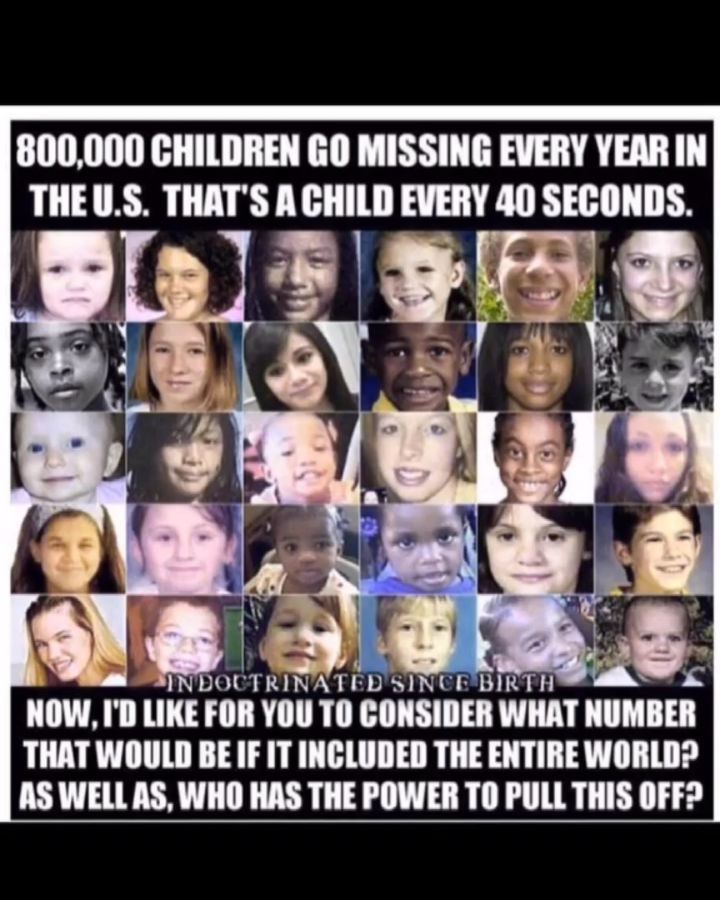 800,000 CHILDREN GO MISSING EVERY YEAR IN
THE U.S. THAT'S A CHILD EVERY 40 SECONDS.
INDOCTRINATED SINCE BIRTH
NOW, I'D LIKE FOR YOU TO CONSIDER WHAT NUMBER
THAT WOULD BE IF IT INCLUDED THE ENTIRE WORLD?
AS WELL AS, WHO HAS THE POWER TO PULL THIS OFF?